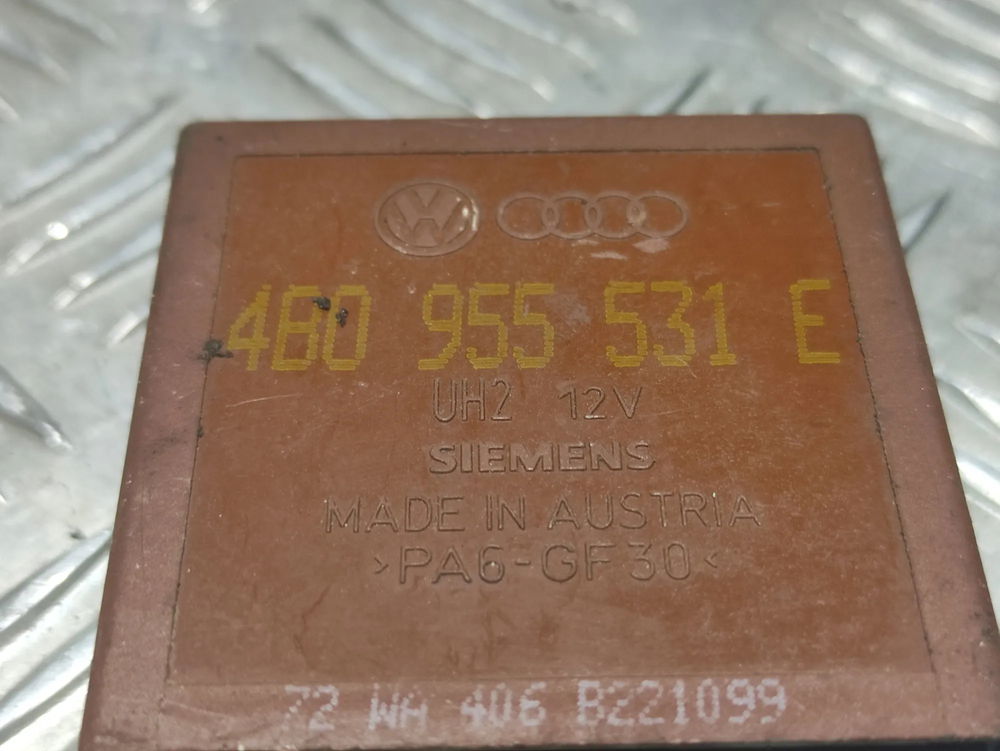 4B0 955 531 E
UH2 12V
SIEMENS
MADE IN AUSTRIA
>PA6-GF30<
72 WA 406 B221099